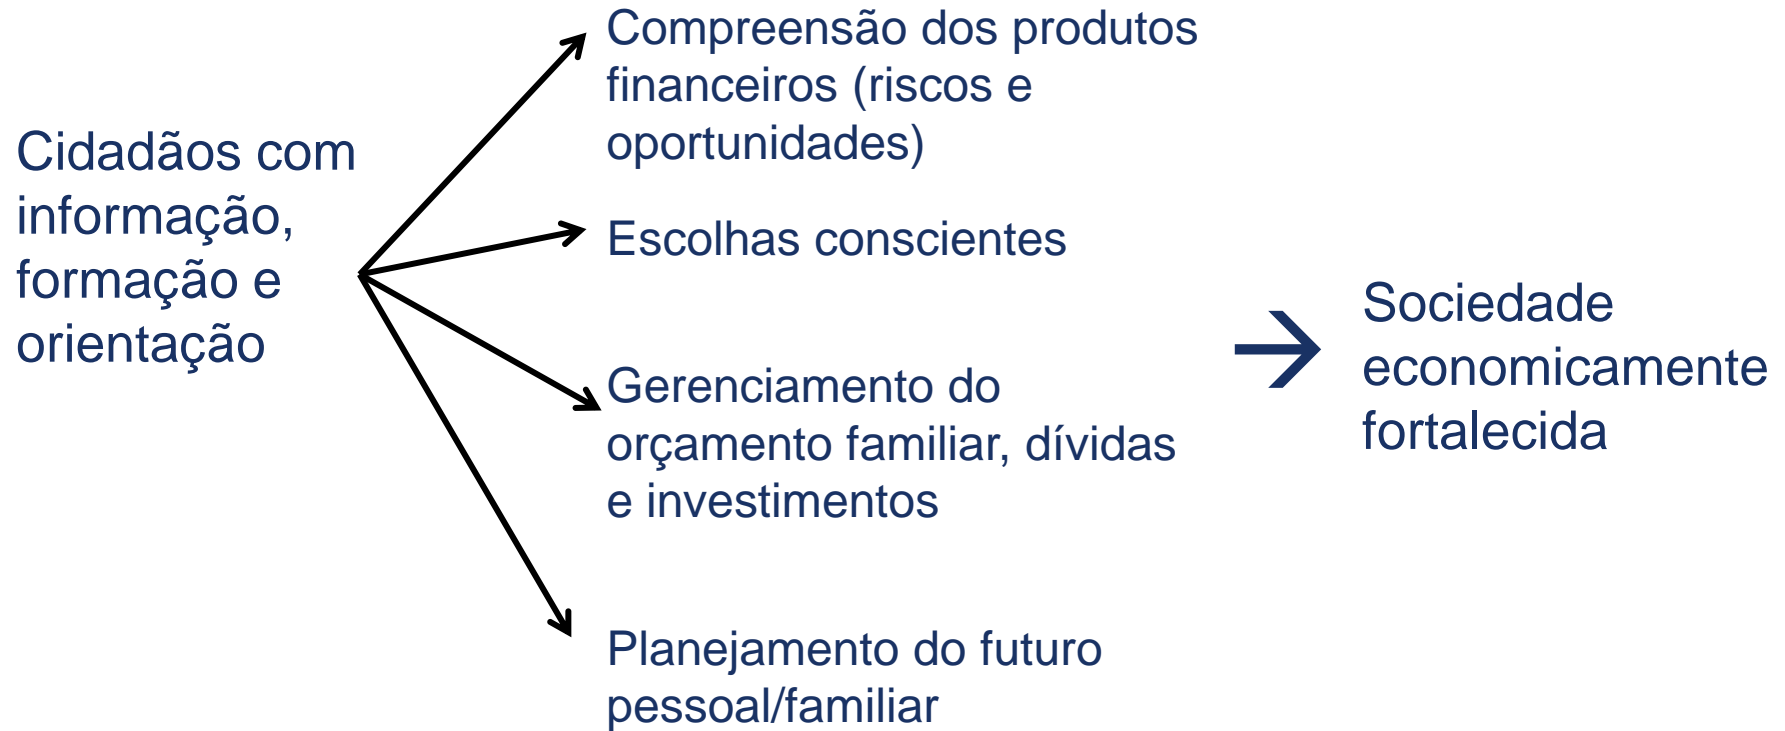 Cidadãos com
informação,
formação e
orientação
Compreensão dos produtos
financeiros (riscos e
oportunidades)
Escolhas conscientes
Gerenciamento do
orçamento familiar, dívidas
e investimentos
Planejamento do futuro
pessoal/familiar
Sociedade
economicamente
fortalecida